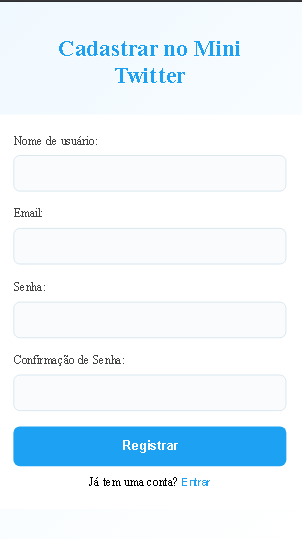 Cadastrar no Mini
Twitter
Nome de usuário:
Email:
Senha:
Confirmação de Senha:
Registrar
Já tem uma conta? Entrar